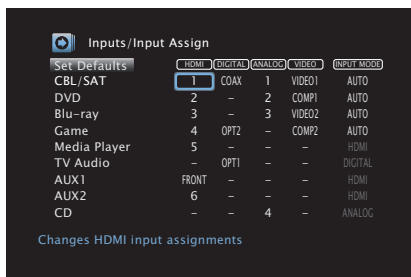 Inputs/Input Assign
Set Defaults HDMI DIGITAL ANALOG VIDEO INPUT MODE
CBL/SAT 1 COAX 1 VIDEO1 AUTO
DVD 2 – 2 COMP1 AUTO
Blu-ray 3 – 3 VIDEO2 AUTO
Game 4 OPT2 – COMP2 AUTO
Media Player 5 – – – HDMI
TV Audio – OPT1 – – DIGITAL
AUX1 FRONT – – – HDMI
AUX2 6 – – – HDMI
CD – – 4 – ANALOG
Changes HDMI input assignments